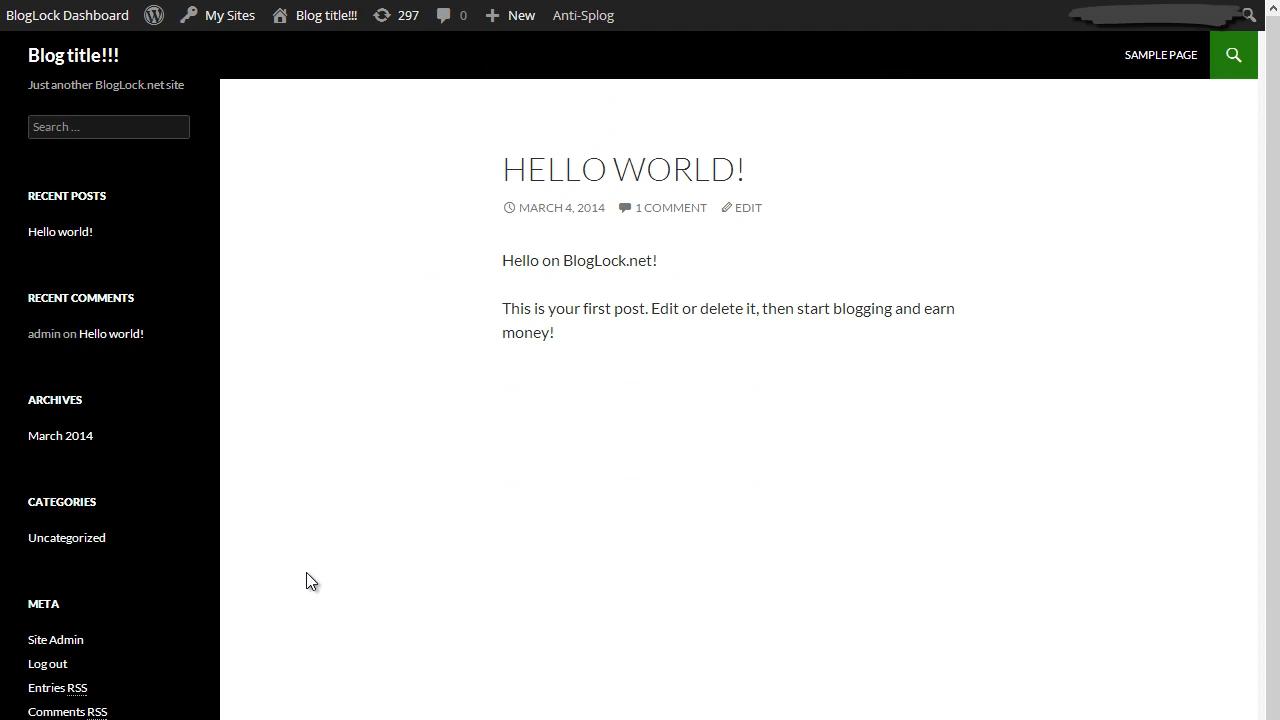 BlogLock Dashboard My Sites Blog title!!! 297 0 New Anti-Splog
Blog title!!!
SAMPLE PAGE
Just another BlogLock.net site
Search ...
RECENT POSTS
Hello world!
RECENT COMMENTS
admin on Hello world!
ARCHIVES
March 2014
CATEGORIES
Uncategorized
META
Site Admin
Log out
Entries RSS
Comments RSS
HELLO WORLD!
MARCH 4, 2014 1 COMMENT EDIT
Hello on BlogLock.net!
This is your first post. Edit or delete it, then start blogging and earn
money!